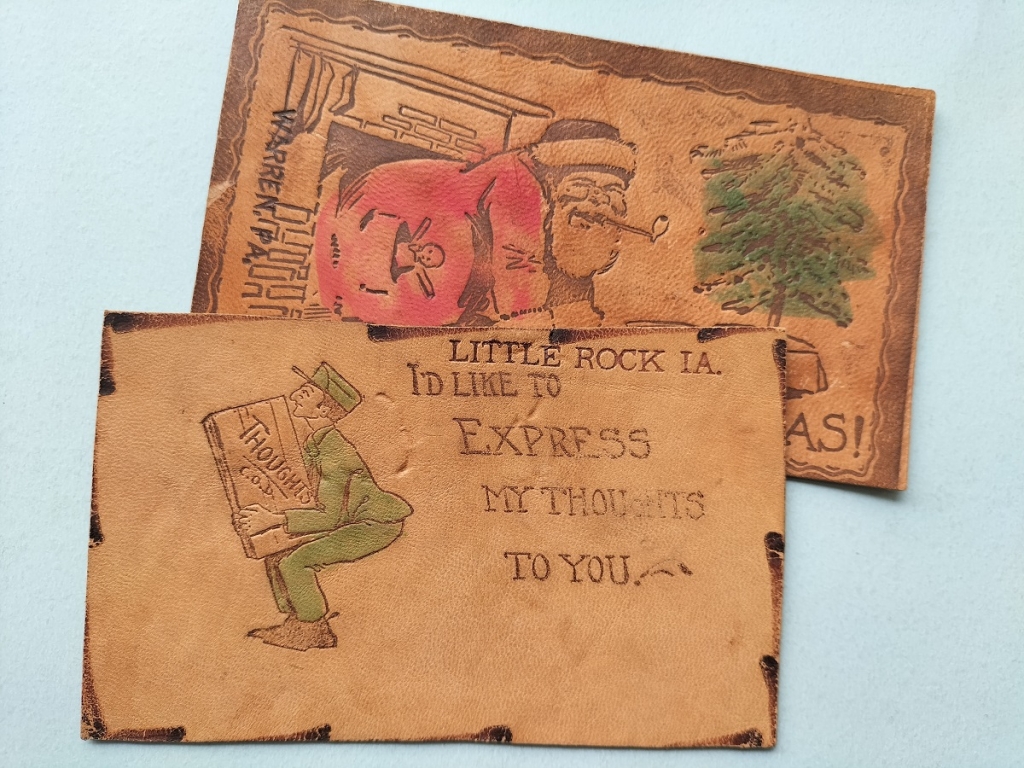 WARREN, PA.
AS!
LITTLE ROCK IA.
I'D LIKE TO
EXPRESS
MY THOUGHTS
TO YOU.
THOUGHTS
C.O.D.